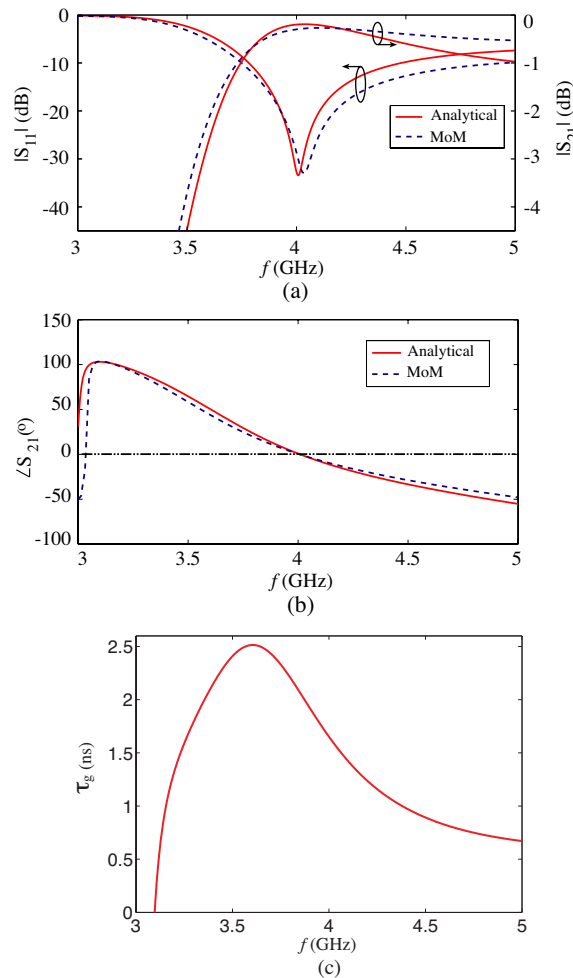 0
-10
-20
-30
-40
|S11| (dB)
0
-1
-2
-3
-4
|S21| (dB)
Analytical
MoM
3
3.5
4
4.5
5
f (GHz)
(a)
150
100
50
0
-50
-100
∠S21(º)
Analytical
MoM
3
3.5
4
4.5
5
f (GHz)
(b)
2.5
2
1.5
1
0.5
0
τg (ns)
3
3.5
4
4.5
5
f (GHz)
(c)